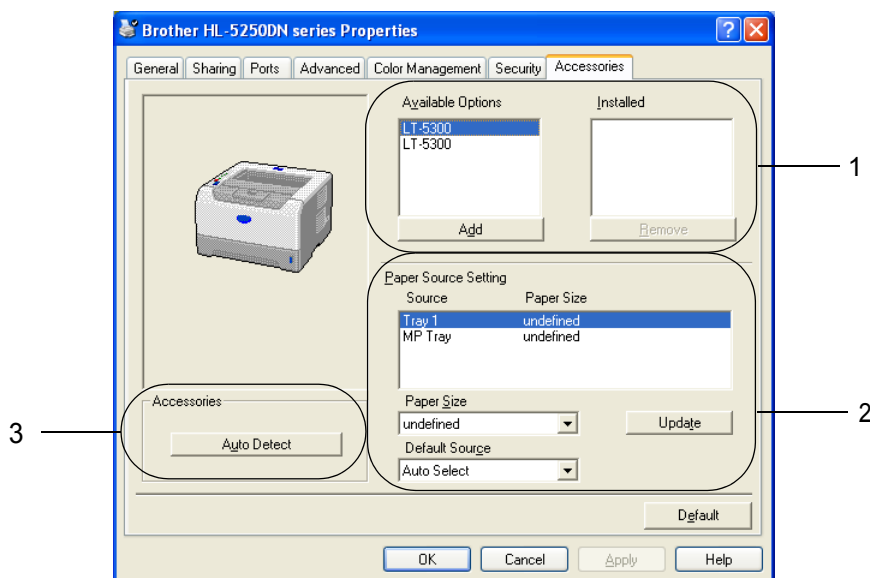 Brother HL-5250DN series Properties
General Sharing Ports Advanced Color Management Security Accessories
Available Options Installed
LT-5300
LT-5300
Add Remove
1
Paper Source Setting
Source Paper Size
Tray 1 undefined
MP Tray undefined
Paper Size
undefined
Update
Default Source
Auto Select
2
Accessories
Auto Detect
3
Default
OK Cancel Apply Help